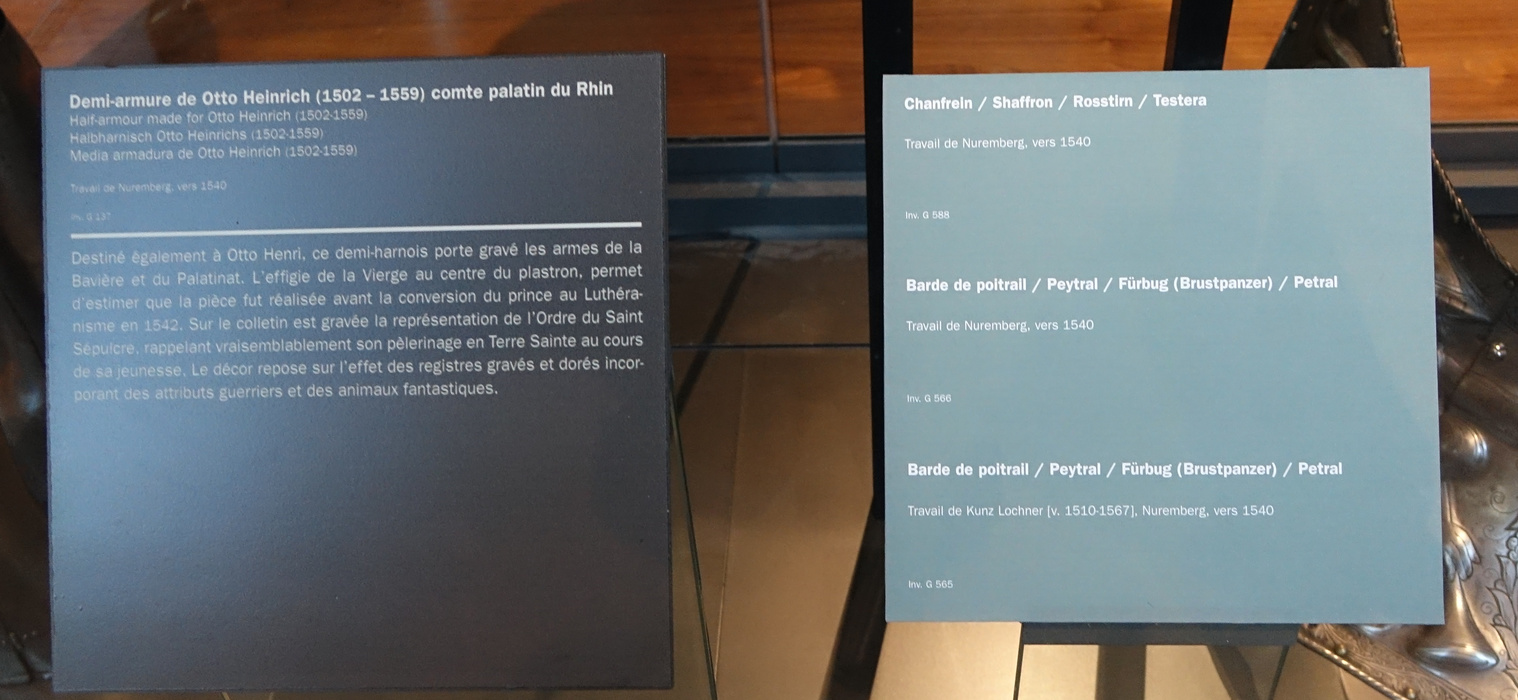 Demi-armure de Otto Heinrich (1502 – 1559) comte palatin du Rhin
Half-armour made for Otto Heinrich (1502-1559)
Halbharnisch Otto Heinrichs (1502-1559)
Media armadura de Otto Heinrich (1502-1559)
Travail de Nuremberg, vers 1540
Inv. G 137
Destiné également à Otto Henri, ce demi-harnois porte gravé les armes de la
Bavière et du Palatinat. L'effigie de la Vierge au centre du plastron, permet
d'estimer que la pièce fut réalisée avant la conversion du prince au Luthéra-
nisme en 1542. Sur le colletin est gravée la représentation de l'Ordre du Saint
Sépulcre, rappelant vraisemblablement son pèlerinage en Terre Sainte au cours
de sa jeunesse. Le décor repose sur l'effet des registres gravés et dorés incor-
porant des attributs guerriers et des animaux fantastiques.
Chanfrein / Shaffron / Rosstirn / Testera
Travail de Nuremberg, vers 1540
Inv. G 588
Barde de poitrail / Peytral / Fürbug (Brustpanzer) / Petral
Travail de Nuremberg, vers 1540
Inv. G 566
Barde de poitrail / Peytral / Fürbug (Brustpanzer) / Petral
Travail de Kunz Lochner [v. 1510-1567], Nuremberg, vers 1540
Inv. G 565